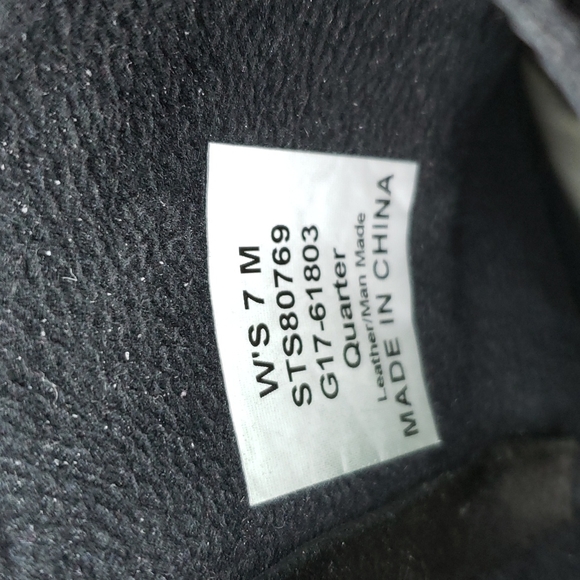 W'S 7 M
STS80769
G17-61803
Quarter
Leather/Man Made
MADE IN CHINA